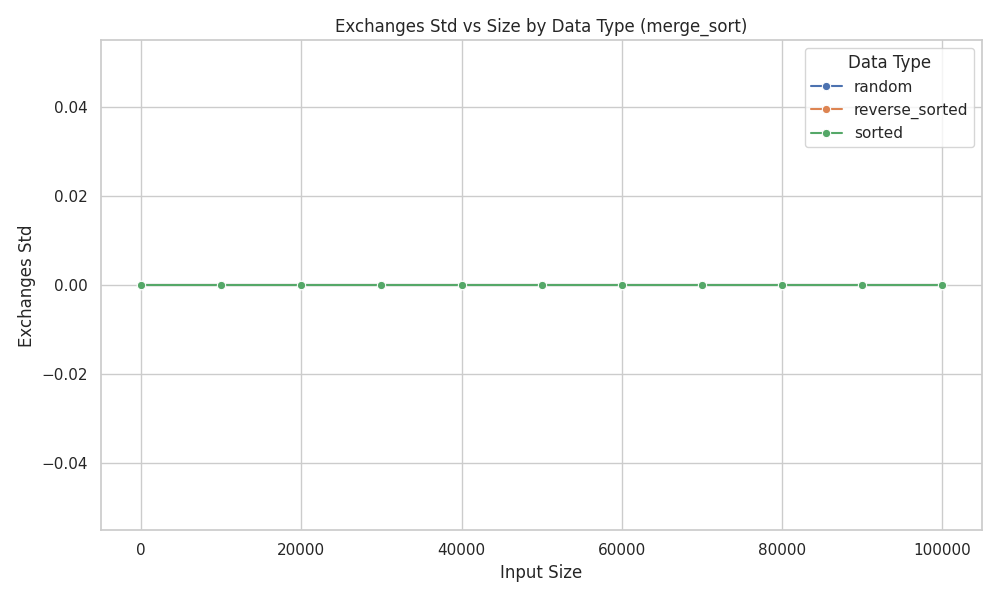 Exchanges Std vs Size by Data Type (merge_sort)
Data Type
random
reverse_sorted
sorted
Exchanges Std
0.04
0.02
0.00
−0.02
−0.04
0
20000
40000
60000
80000
100000
Input Size